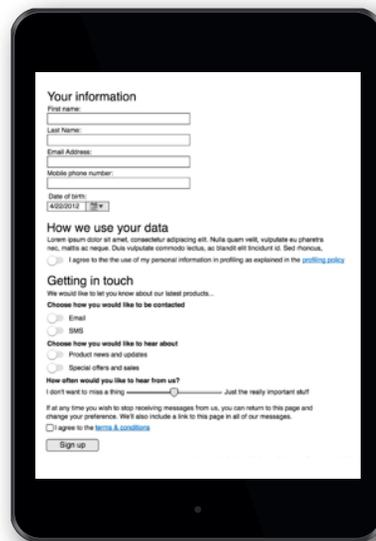 Your information
First name:
Last Name:
Email Address:
Mobile phone number:
Date of birth:
4/22/2012
How we use your data
Lorem ipsum dolor sit amet, consectetur adipiscing elit. Nulla quam velit, vulputate eu pharetra
nec, mattis ac neque. Duis vulputate commodo lectus, ac blandit elit tincidunt id. Sed rhoncus,
I agree to the the use of my personal information in profiling as explained in the profiling policy
Getting in touch
We would like to let you know about our latest products...
Choose how you would like to be contacted
Email
SMS
Choose how you would like to hear about
Product news and updates
Special offers and sales
How often would you like to hear from us?
I don't want to miss a thing Just the really important stuff
If at any time you wish to stop receiving messages from us, you can return to this page and
change your preference. We'll also include a link to this page in all of our messages.
I agree to the terms & conditions
Sign up